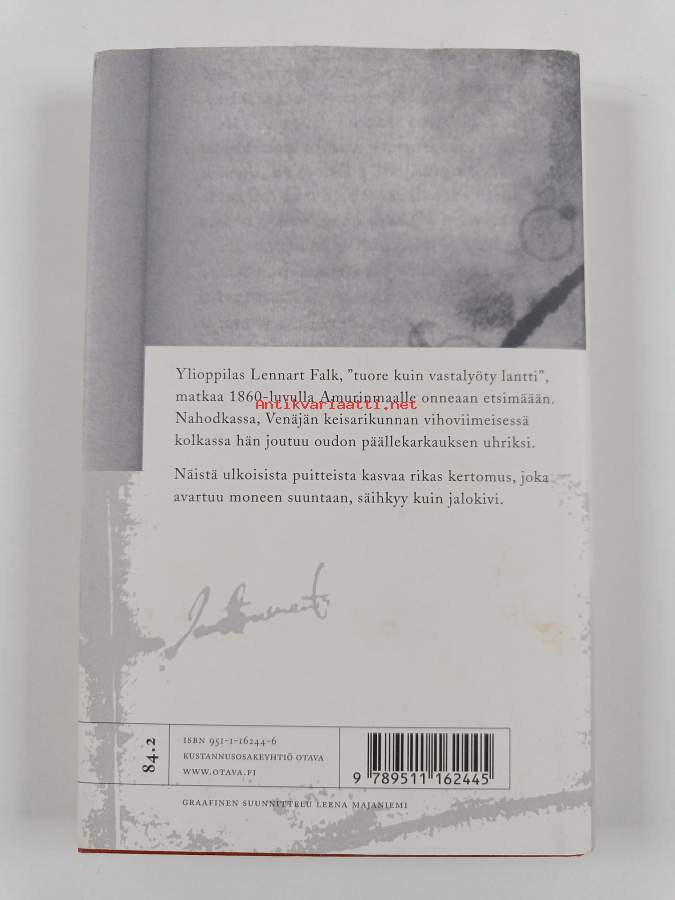 Ylioppilas Lennart Falk, ”tuore kuin vastalyöty lantti”,
matkaa 1860-luvulla Amurinmaalle onneaan etsimäään.
Antikvariaatti.net
Nahodkassa, Venäjän keisarikunnan vihoviimeisessä
kolkassa hän joutuu oudon päällekarkauksen uhriksi.
Näistä ulkoisista puitteista kasvaa rikas kertomus, joka
avartuu moneen suuntaan, säihkyy kuin jalokivi.
84.2
ISBN 951-1-16244-6
KUSTANNUSOSAKEYHTIÖ OTAVA
WWW.OTAVA.FI
9 789511 162445
GRAAFINEN SUUNNITTELU LEENA MAJANIEMI